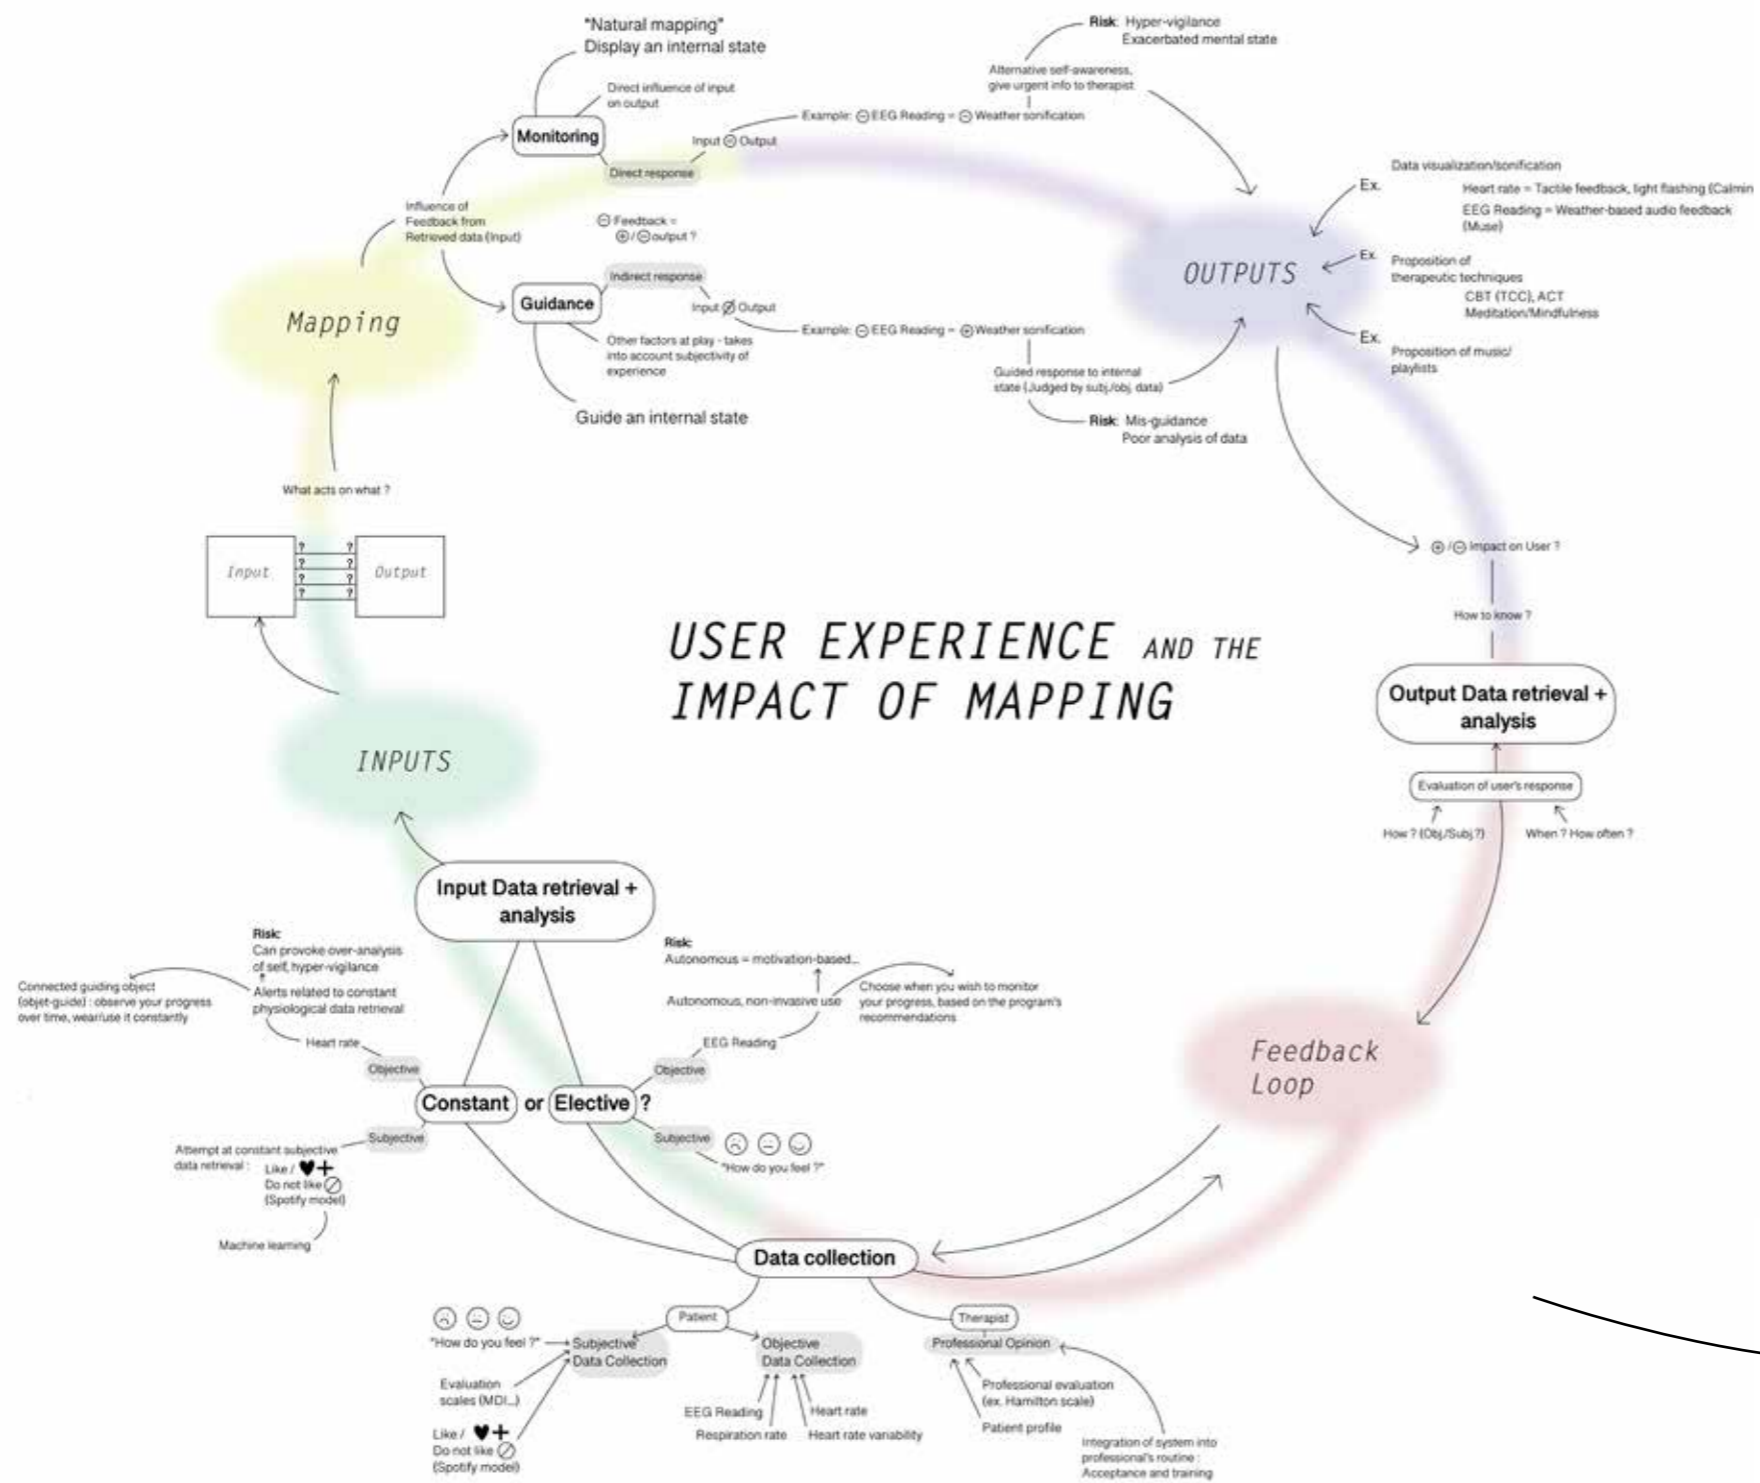 "Natural mapping"
Display an internal state
Direct influence of input
on output
Monitoring
Direct response
Input ⊜ Output
Example: ⊖ EEG Reading = ⊖ Weather sonification
Alternative self-awareness,
give urgent info to therapist
Risk: Hyper-vigilance
Exacerbated mental state
Influence of
Feedback from
Retrieved data (Input)
⊖ Feedback =
⊕/⊖ output ?
Indirect response
Guidance
Input Ø Output
Other factors at play - takes
into account subjectivity of
experience
Guide an internal state
Example: ⊖ EEG Reading = ⊕ Weather sonification
Guided response to internal
state (Judged by subj./obj. data)
Risk: Mis-guidance
Poor analysis of data
Mapping
OUTPUTS
Ex.
Data visualization/sonification
Heart rate = Tactile feedback, light flashing (Calmin
EEG Reading = Weather-based audio feedback
(Muse)
Ex.
Proposition of
therapeutic techniques
CBT (TCC), ACT
Meditation/Mindfulness
Ex.
Proposition of music/
playlists
What acts on what ?
Input
? ?
? ?
? ?
? ?
Output
⊕/⊖ Impact on User ?
How to know ?
USER EXPERIENCE AND THE
IMPACT OF MAPPING
Output Data retrieval +
analysis
Evaluation of user's response
How ? (Obj./Subj.?)
When ? How often ?
INPUTS
Input Data retrieval +
analysis
Risk:
Can provoke over-analysis
of self, hyper-vigilance
Alerts related to constant
physiological data retrieval
Connected guiding object
(objet-guide) : observe your progress
over time, wear/use it constantly
Heart rate
Objective
Risk:
Autonomous = motivation-based...
Autonomous, non-invasive use
Choose when you wish to monitor
your progress, based on the program's
recommendations
EEG Reading
Objective
Constant or Elective ?
Subjective
Attempt at constant subjective
data retrieval :
Like / ♥+
Do not like ⊘
(Spotify model)
Machine learning
Subjective
"How do you feel ?"
Feedback
Loop
Data collection
Patient
"How do you feel ?"
Subjective
Data Collection
Evaluation
scales (MDI...)
Like / ♥+
Do not like ⊘
(Spotify model)
Objective
Data Collection
EEG Reading
Heart rate
Respiration rate
Heart rate variability
Therapist
Professional Opinion
Professional evaluation
(ex. Hamilton scale)
Patient profile
Integration of system into
professional's routine :
Acceptance and training